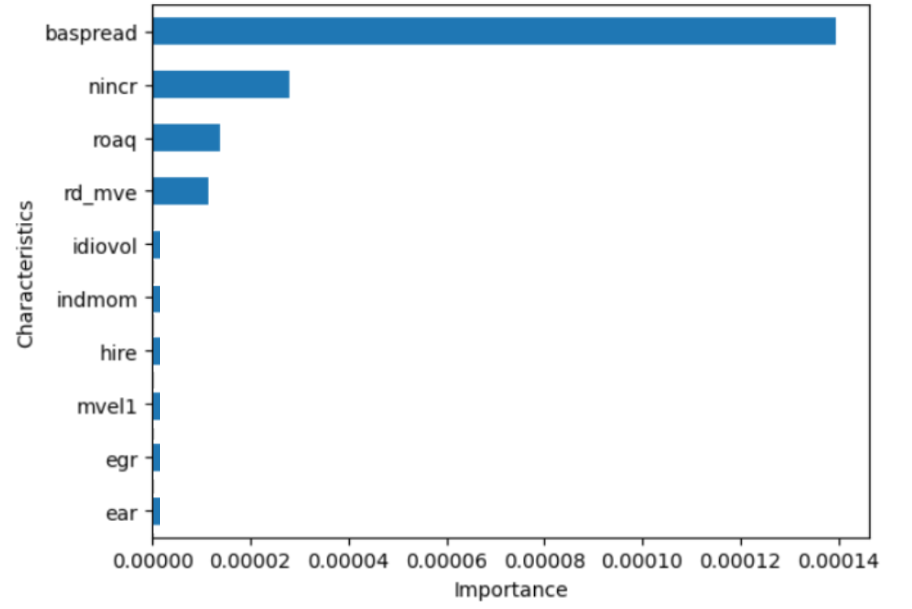 baspread
nincr
roaq
rd_mve
idiovol
indmom
hire
mvel1
egr
ear
Characteristics
0.00000 0.00002 0.00004 0.00006 0.00008 0.00010 0.00012 0.00014
Importance